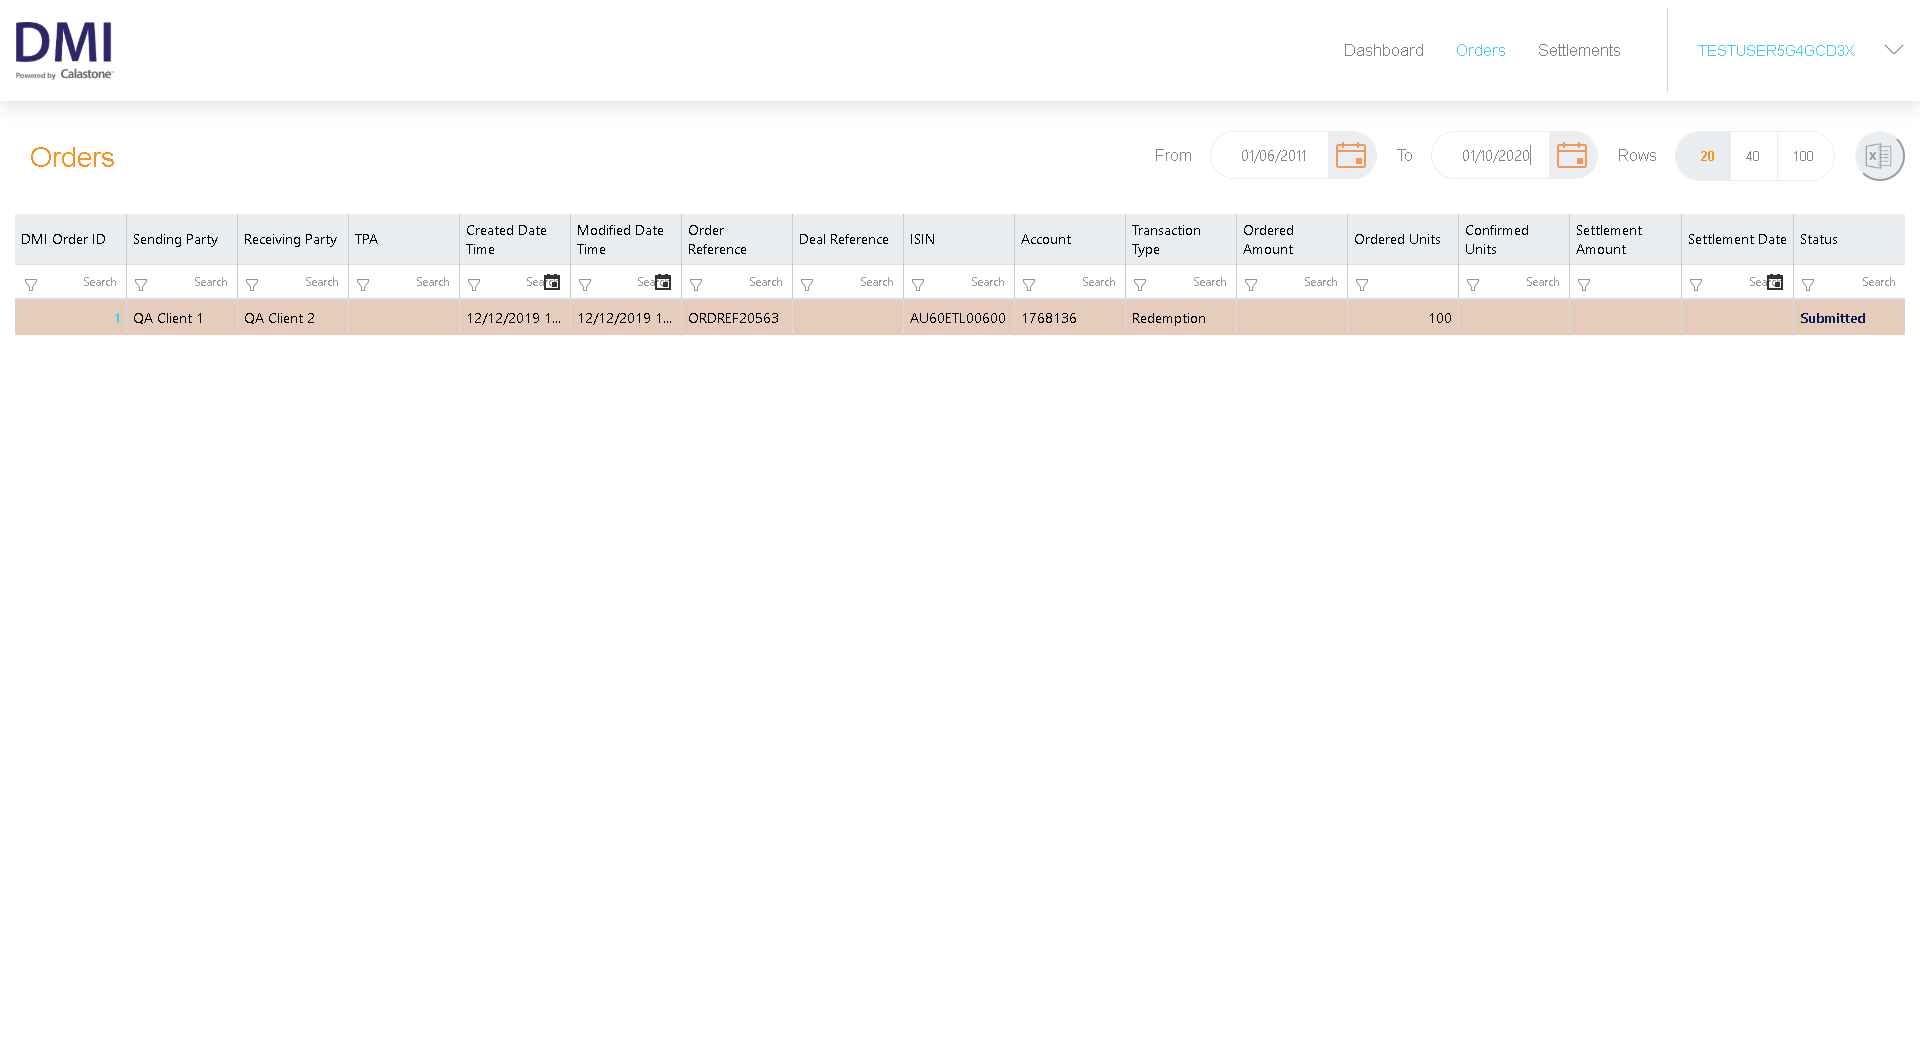 DMI
Powered by Calastone
Dashboard Orders Settlements TESTUSER5G4GCD3X
Orders
From 01/06/2011 To 01/10/2020 Rows 20 40 100
DMI Order ID Sending Party Receiving Party TPA Created Date Time Modified Date Time Order Reference Deal Reference ISIN Account Transaction Type Ordered Amount Ordered Units Confirmed Units Settlement Amount Settlement Date Status
Search Search Search Search Search Search Search Search Search Search Search Search Search Search Search
1 QA Client 1 QA Client 2 12/12/2019 1... 12/12/2019 1... ORDREF20563 AU60ETL00600 1768136 Redemption 100 Submitted